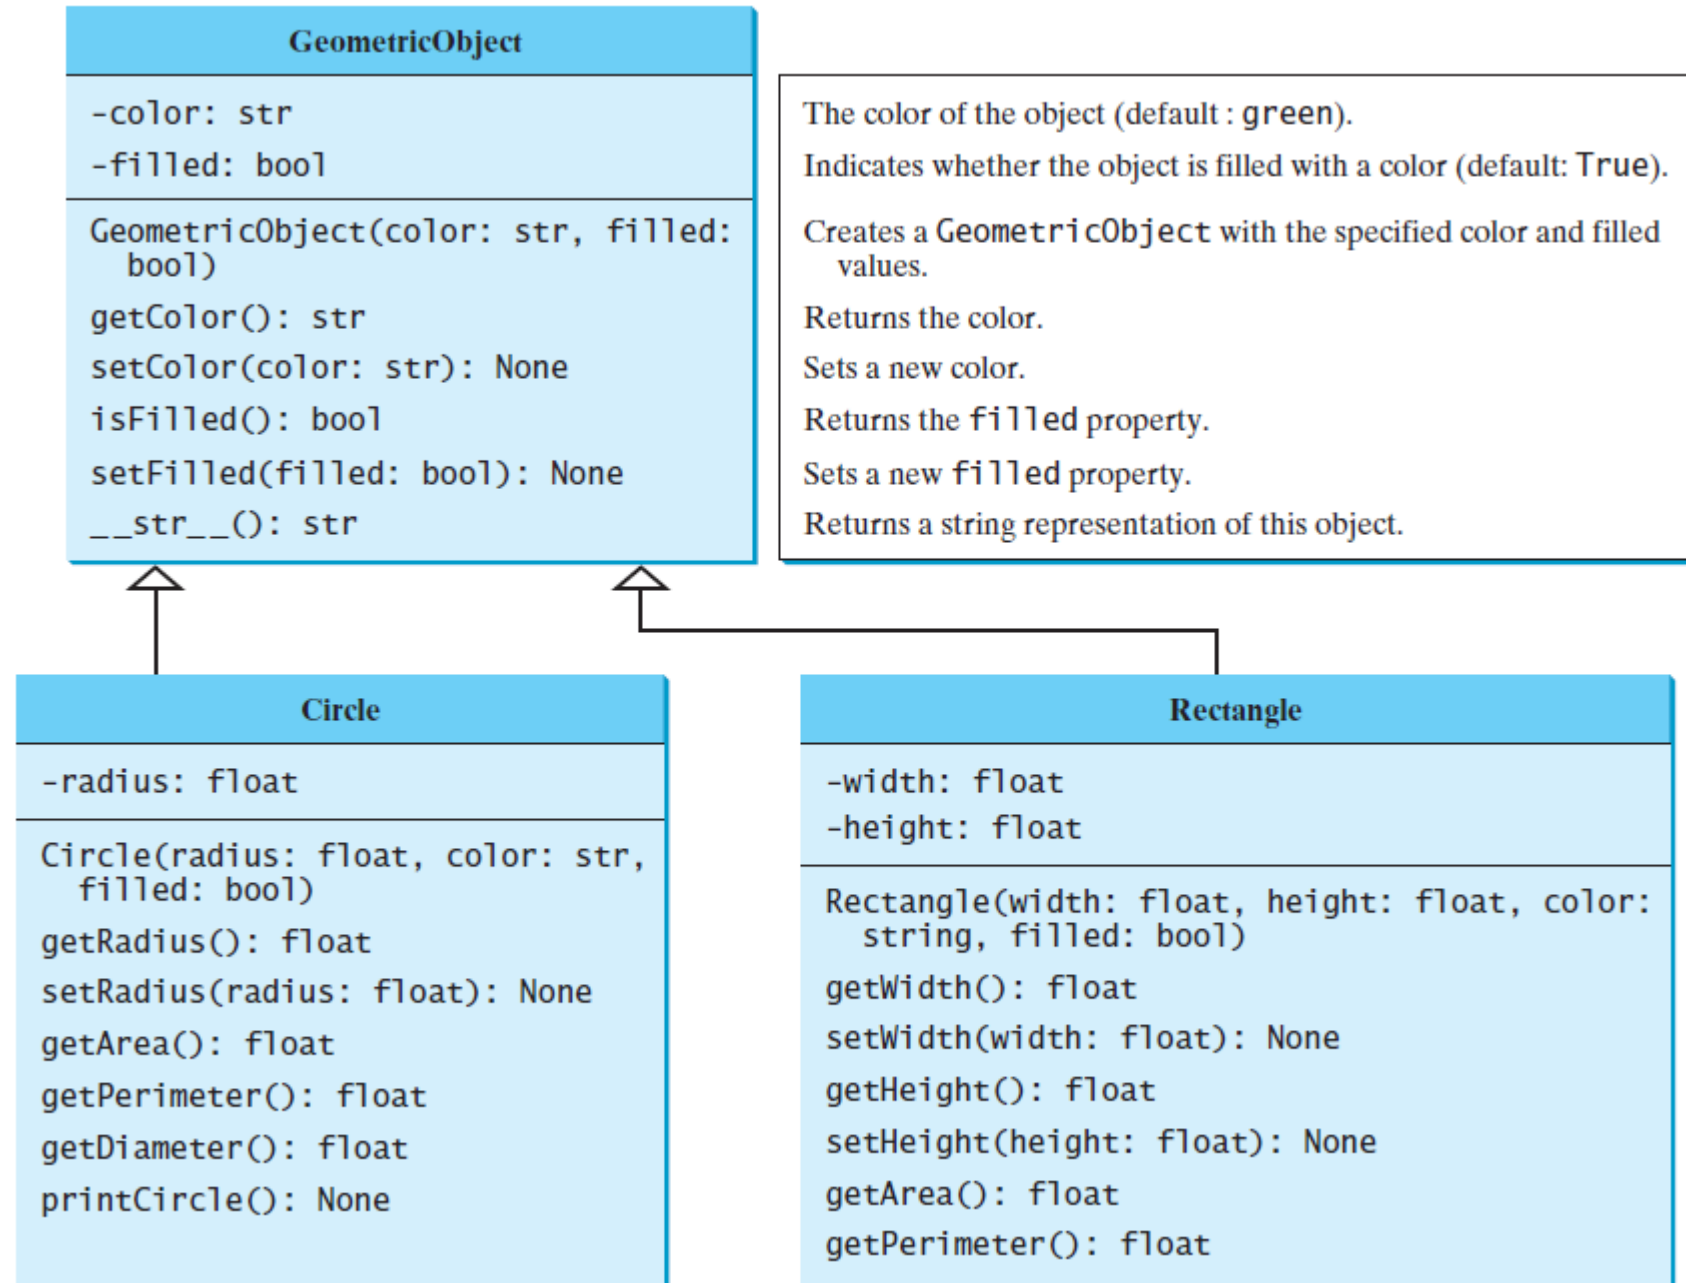 GeometricObject
-color: str
-filled: bool
GeometricObject(color: str, filled:
bool)
getColor(): str
setColor(color: str): None
isFilled(): bool
setFilled(filled: bool): None
__str__(): str
The color of the object (default : green).
Indicates whether the object is filled with a color (default: True).
Creates a GeometricObject with the specified color and filled
values.
Returns the color.
Sets a new color.
Returns the filled property.
Sets a new filled property.
Returns a string representation of this object.
Circle
-radius: float
Circle(radius: float, color: str,
filled: bool)
getRadius(): float
setRadius(radius: float): None
getArea(): float
getPerimeter(): float
getDiameter(): float
printCircle(): None
Rectangle
-width: float
-height: float
Rectangle(width: float, height: float, color:
string, filled: bool)
getWidth(): float
setWidth(width: float): None
getHeight(): float
setHeight(height: float): None
getArea(): float
getPerimeter(): float